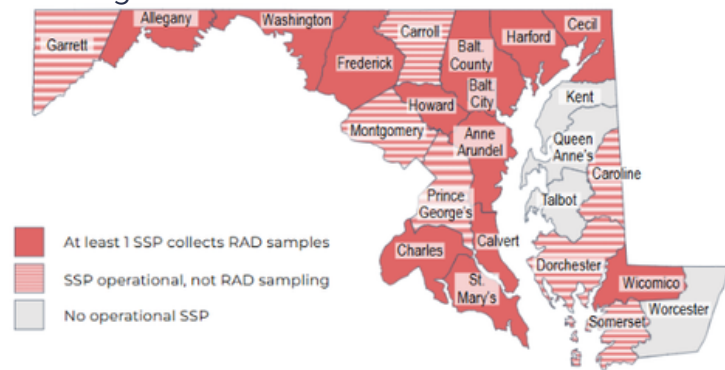 Garrett
Allegany
Washington
Frederick
Carroll
Balt.
County
Harford
Cecil
Balt.
City
Howard
Montgomery
Anne
Arundel
Kent
Queen
Anne's
Caroline
Talbot
Prince
George's
Charles
Calvert
St.
Mary's
Dorchester
Wicomico
Worcester
Somerset
At least 1 SSP collects RAD samples
SSP operational, not RAD sampling
No operational SSP